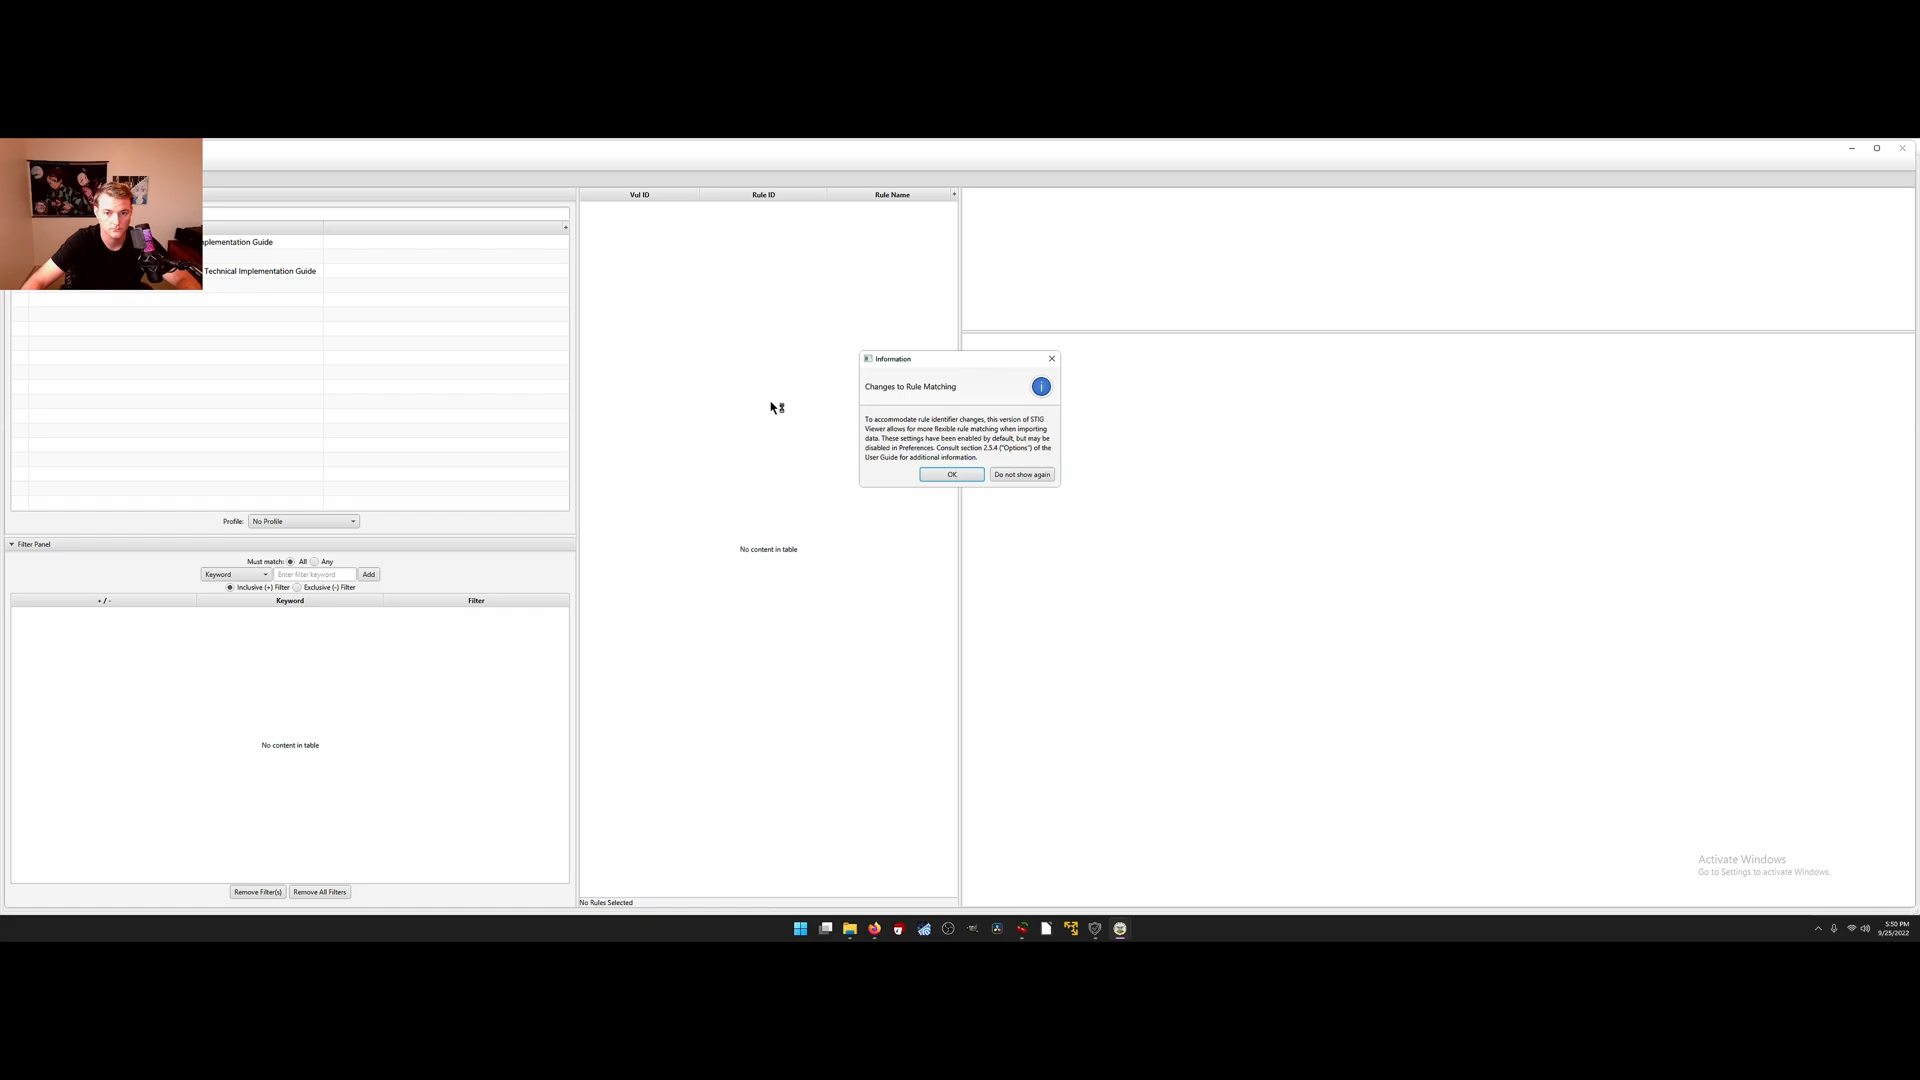 Vul ID
Rule ID
Rule Name
+
+
mplementation Guide
Technical Implementation Guide
Information
Changes to Rule Matching
To accommodate rule identifier changes, this version of STIG
Viewer allows for more flexible rule matching when importing
data. These settings have been enabled by default, but may be
disabled in Preferences. Consult section 2.5.4 ("Options") of the
User Guide for additional information.
OK
Do not show again
Profile:
No Profile
Filter Panel
Must match:
All
Any
Keyword
Enter filter keyword
Add
Inclusive (+) Filter
Exclusive (-) Filter
+ / -
Keyword
Filter
No content in table
No content in table
Remove Filter(s)
Remove All Filters
No Rules Selected
Activate Windows
Go to Settings to activate Windows.
5:50 PM
9/25/2022